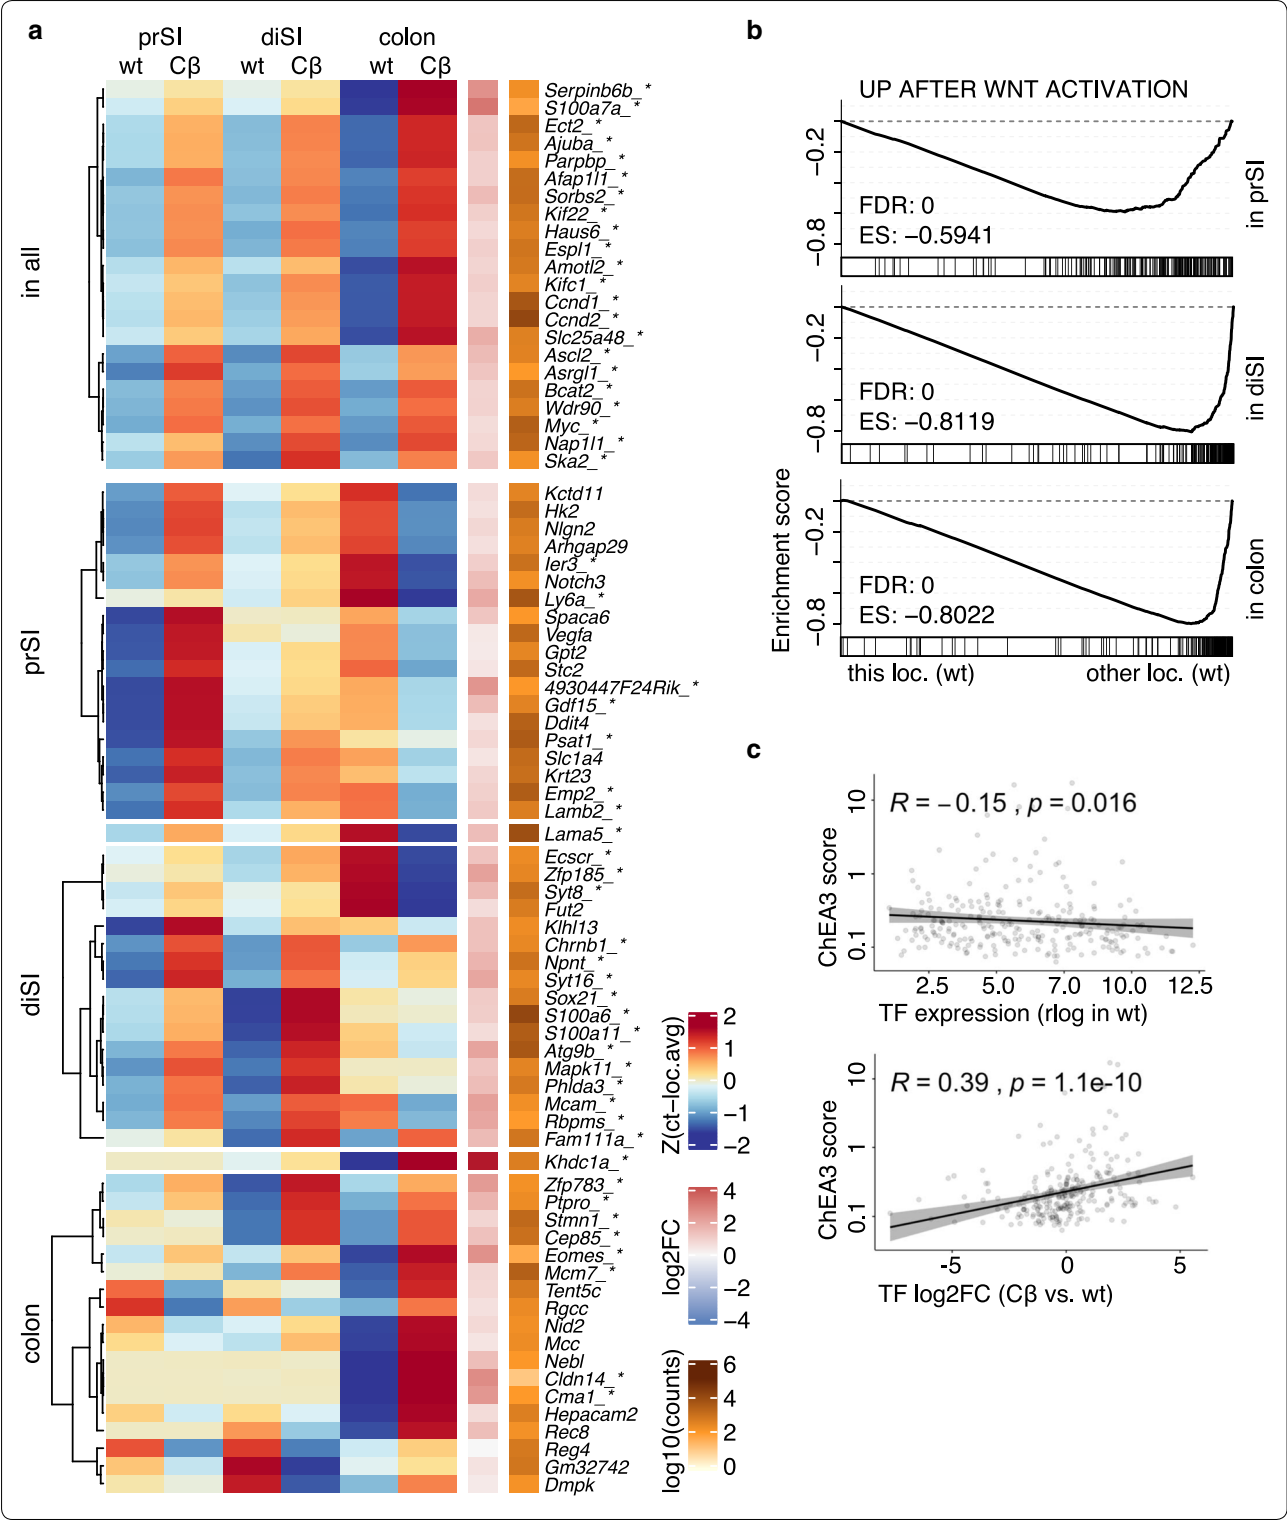 a
prSI diSI colon
wt Cβ wt Cβ wt Cβ
in all
Serpinb6b_*
S100a7a_*
Ect2_*
Ajuba_*
Parpbp_*
Afap1l1_*
Sorbs2_*
Kif22_*
Haus6_*
Espl1_*
Amotl2_*
Kifc1_*
Ccnd1_*
Ccnd2_*
Slc25a48_*
Ascl2_*
Asrgl1_*
Bcat2_*
Wdr90_*
Myc_*
Nap1l1_*
Ska2_*
prSI
Kctd11
Hk2
Nlgn2
Arhgap29
Ier3_*
Notch3
Ly6a_*
Spaca6
Vegfa
Gpt2
Stc2
4930447F24Rik_*
Gdf15_*
Ddit4
Psat1_*
Slc1a4
Krt23
Emp2_*
Lamb2_*
Lama5_*
diSI
Ecscr_*
Zfp185_*
Syt8_*
Fut2
Klhl13
Chrnb1_*
Npnt_*
Syt16_*
Sox21_*
S100a6_*
S100a11_*
Atg9b_*
Mapk11_*
Phlda3_*
Mcam_*
Rbpms_*
Fam111a_*
Khdc1a_*
colon
Zfp783_*
Ptpro_*
Stmn1_*
Cep85_*
Eomes_*
Mcm7_*
Tent5c
Rgcc
Nid2
Mcc
Nebl
Cldn14_*
Cma1_*
Hepacam2
Rec8
Reg4
Gm32742
Dmpk
Z(ct−loc.avg)
2
1
0
−1
−2
log2FC
4
2
0
−2
−4
log10(counts)
6
4
2
0
b
UP AFTER WNT ACTIVATION
Enrichment score
−0.2
−0.8
FDR: 0
ES: −0.5941
in prSI
−0.2
−0.8
FDR: 0
ES: −0.8119
in diSI
−0.2
−0.8
FDR: 0
ES: −0.8022
in colon
this loc. (wt) other loc. (wt)
c
R = −0.15 , p = 0.016
ChEA3 score
10
1
0.1
2.5 5.0 7.0 10.0 12.5
TF expression (rlog in wt)
R = 0.39 , p = 1.1e-10
ChEA3 score
10
1
0.1
-5 0 5
TF log2FC (Cβ vs. wt)